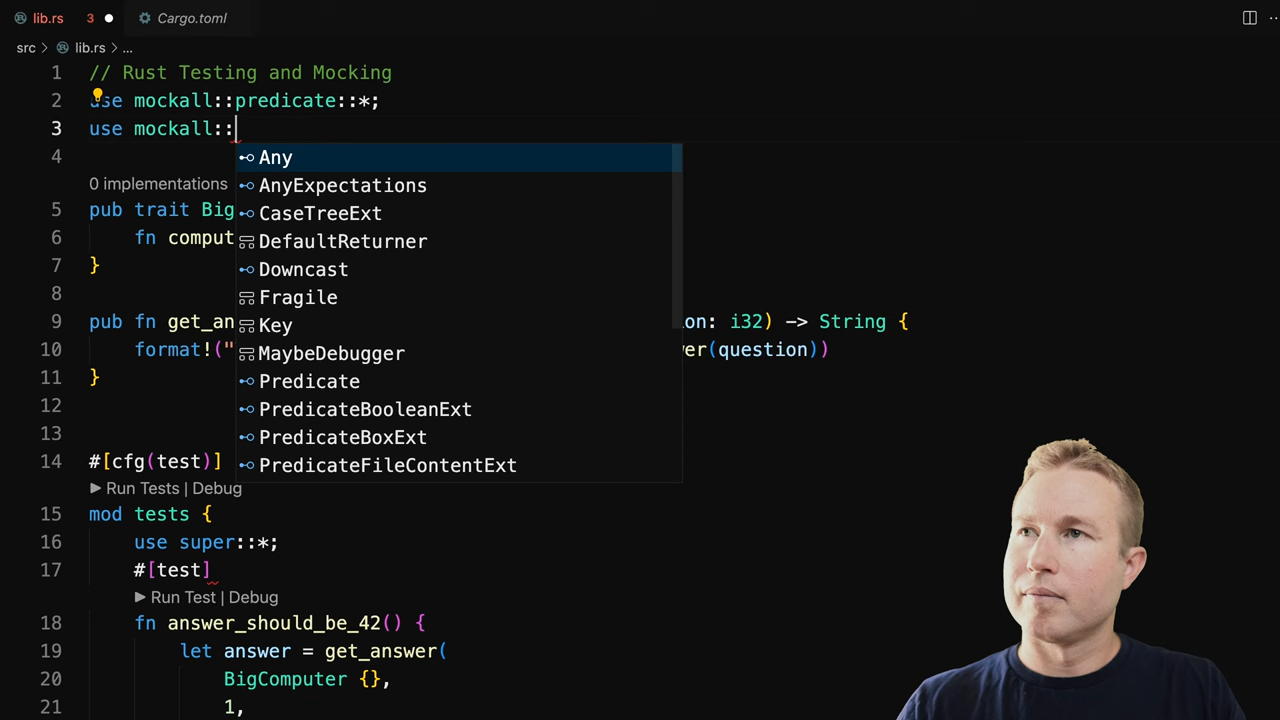 lib.rs 3 Cargo.toml
src > lib.rs > ...
1 // Rust Testing and Mocking
2 use mockall::predicate::*;
3 use mockall::
4 Any
0 implementations AnyExpectations
5 pub trait Big CaseTreeExt
6 fn comput DefaultReturner
7 } Downcast
8 Fragile
9 pub fn get_an Key on: i32) -> String {
10 format!(" MaybeDebugger er(question))
11 } Predicate
12 PredicateBooleanExt
13 PredicateBoxExt
14 #[cfg(test)] PredicateFileContentExt
Run Tests | Debug
15 mod tests {
16 use super::*;
17 #[test]
Run Test | Debug
18 fn answer_should_be_42() {
19 let answer = get_answer(
20 BigComputer {},
21 1,